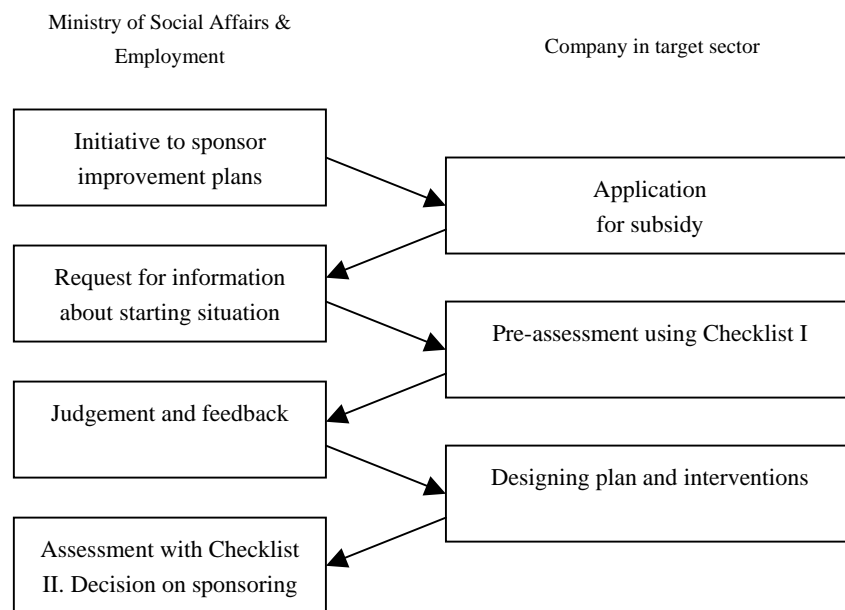 Ministry of Social Affairs &
Employment
Company in target sector
Initiative to sponsor
improvement plans
Application
for subsidy
Request for information
about starting situation
Pre-assessment using Checklist I
Judgement and feedback
Designing plan and interventions
Assessment with Checklist
II. Decision on sponsoring